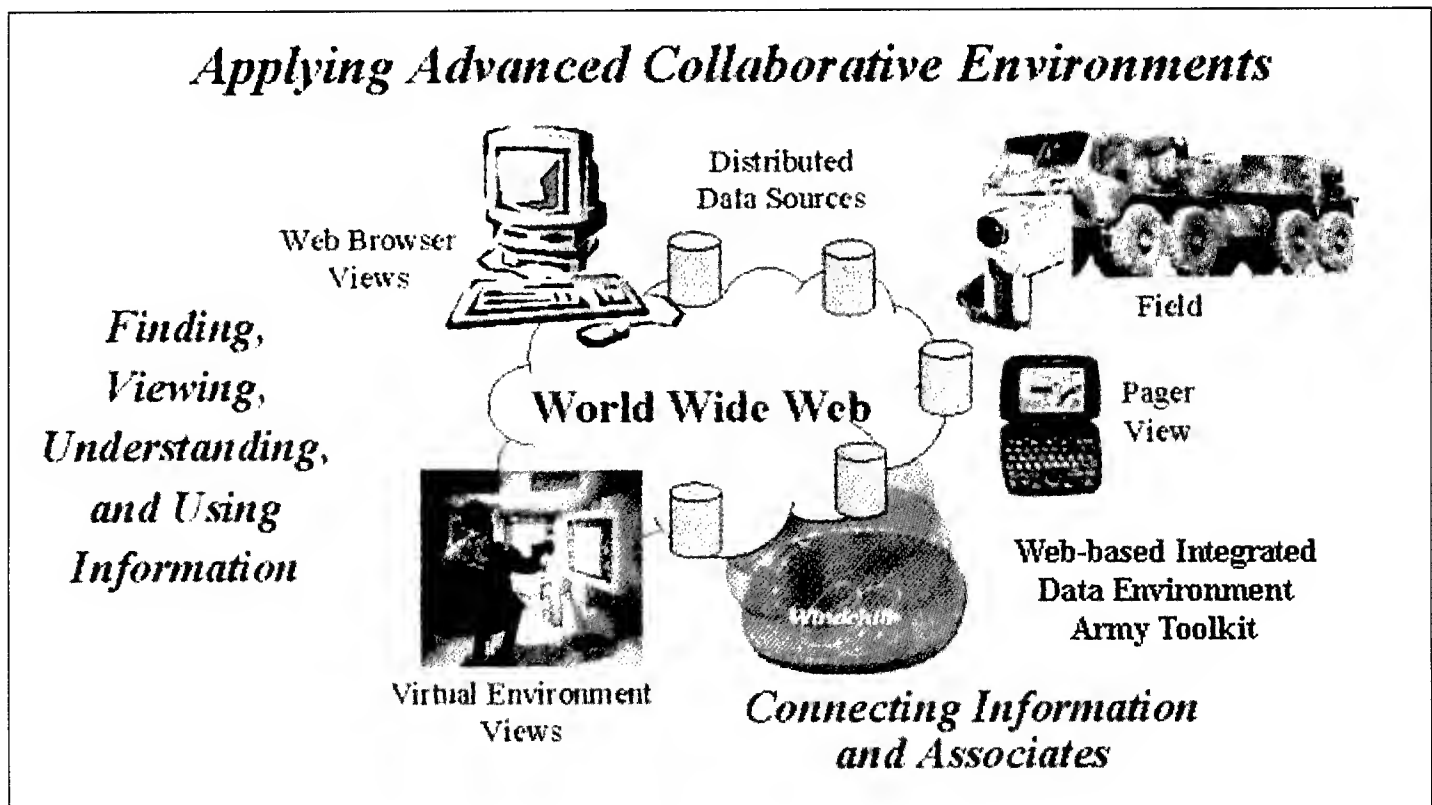 Applying Advanced Collaborative Environments
Distributed
Data Sources
Web Browser
Views
Field
Finding,
Viewing,
Understanding,
and Using
Information
World Wide Web
Pager
View
Windchill
Web-based Integrated
Data Environment
Army Toolkit
Virtual Environment
Views
Connecting Information
and Associates